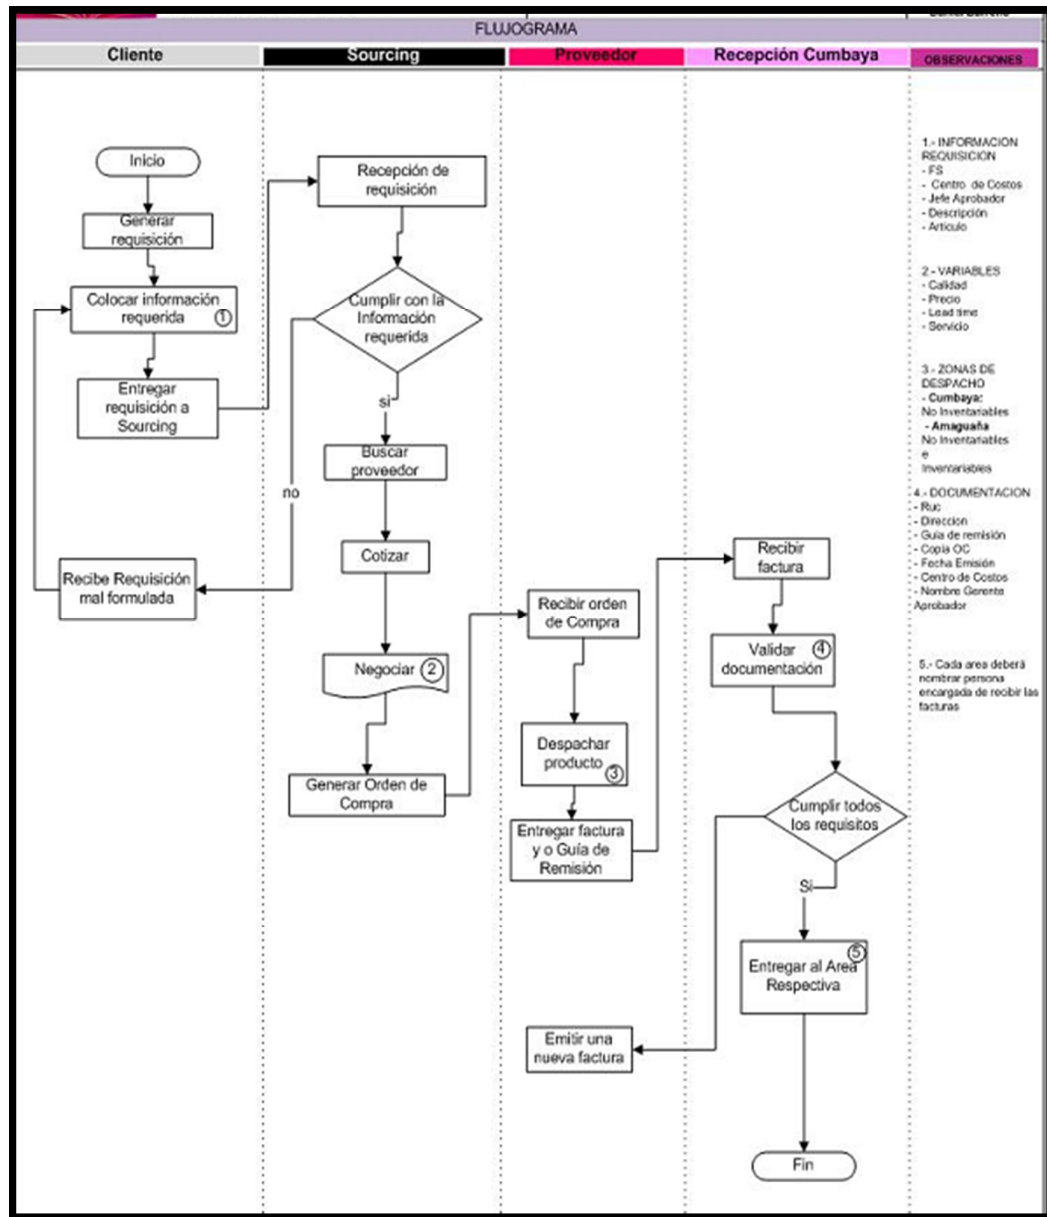 FLUJOGRAMA
Cliente
Sourcing
Proveedor
Recepción Cumbaya
OBSERVACIONES
Inicio
Generar
requisición
Colocar información
requerida
1
Entregar
requisición a
Sourcing
Recibe Requisición
mal formulada
Recepción de
requisición
Cumplir con la
Información
requerida
si
no
Buscar
proveedor
Cotizar
Negociar
2
Generar Orden de
Compra
Recibir orden
de Compra
Despachar
producto
3
Entregar factura
y o Guía de
Remisión
Emitir una
nueva factura
Recibir
factura
Validar
documentación
4
Cumplir todos
los requisitos
Si
5
Entregar al Area
Respectiva
Fin
1.- INFORMACION
REQUISICION
- FS
- Centro de Costos
- Jefe Aprobador
- Descripción
- Articulo
2.- VARIABLES
- Calidad
- Precio
- Lead time
- Servicio
3.- ZONAS DE
DESPACHO
- Cumbaya:
No Inventariables
- Amaguaña
No Inventariables
e
Inventariables
4.- DOCUMENTACION
- Ruc
- Direccion
- Guia de remisión
- Copia OC
- Fecha Emisión
- Centro de Costos
- Nombre Gerente
Aprobador
5.- Cada area deberá
nombrar persona
encargada de recibir las
facturas